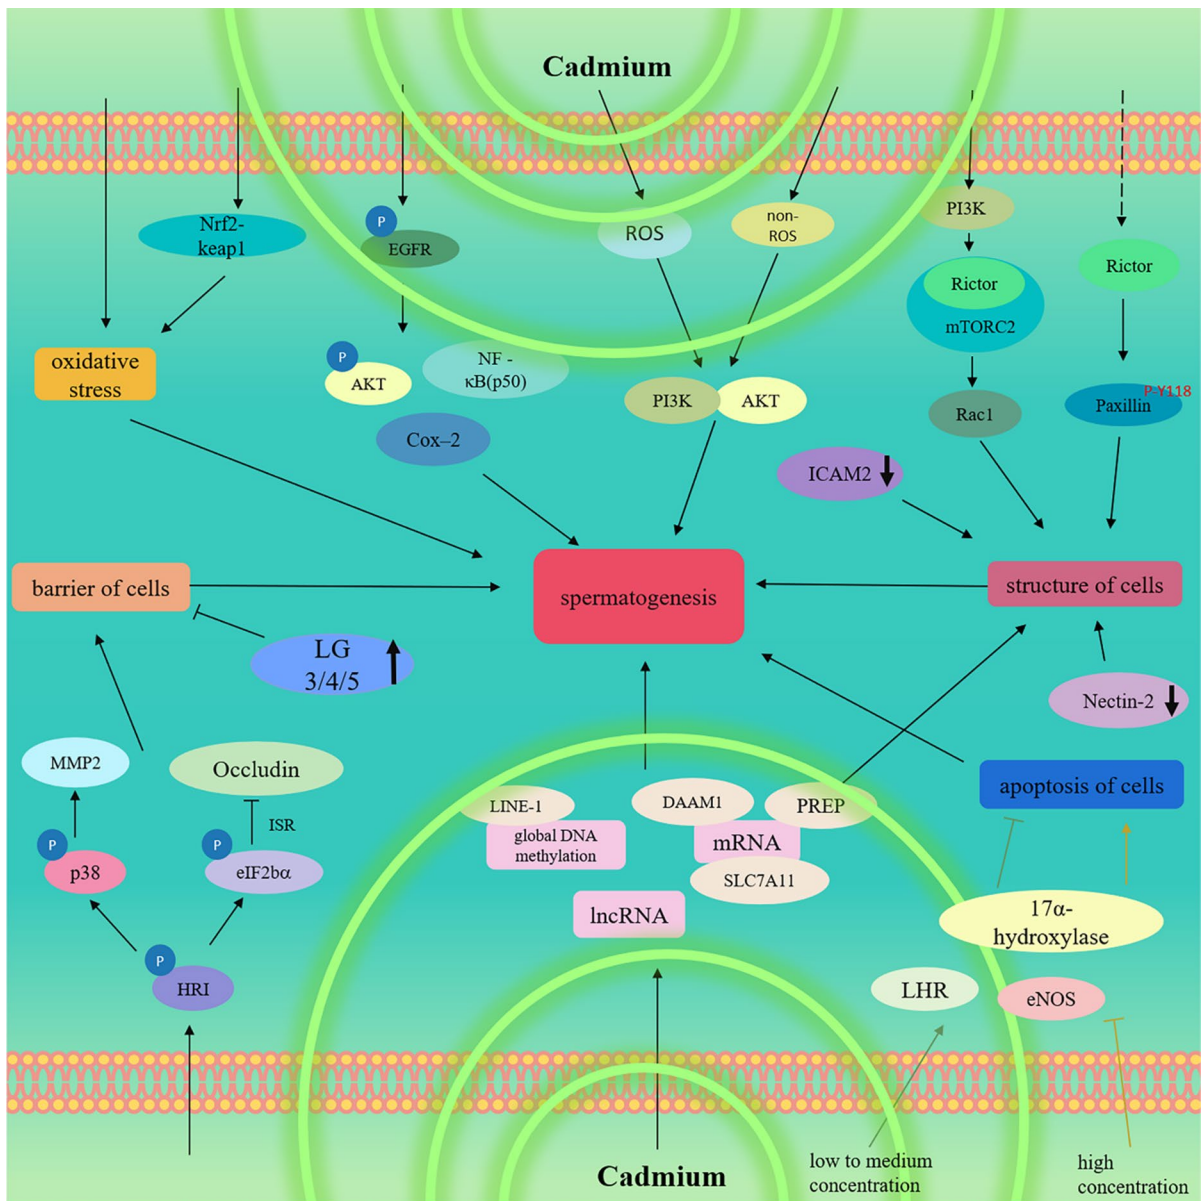 Cadmium
Nrf2-
keap1
P
EGFR
ROS
non-
ROS
PI3K
Rictor
mTORC2
Rictor
oxidative
stress
P
AKT
NF -
κB(p50)
Cox–2
PI3K
AKT
Rac1
P-Y118
Paxillin
ICAM2
barrier of cells
spermatogenesis
structure of cells
LG
3/4/5
Nectin-2
MMP2
Occludin
ISR
P
p38
P
eIF2bα
P
HRI
LINE-1
global DNA
methylation
DAAM1
PREP
mRNA
SLC7A11
lncRNA
apoptosis of cells
17α-
hydroxylase
LHR
eNOS
low to medium
concentration
high
concentration
Cadmium